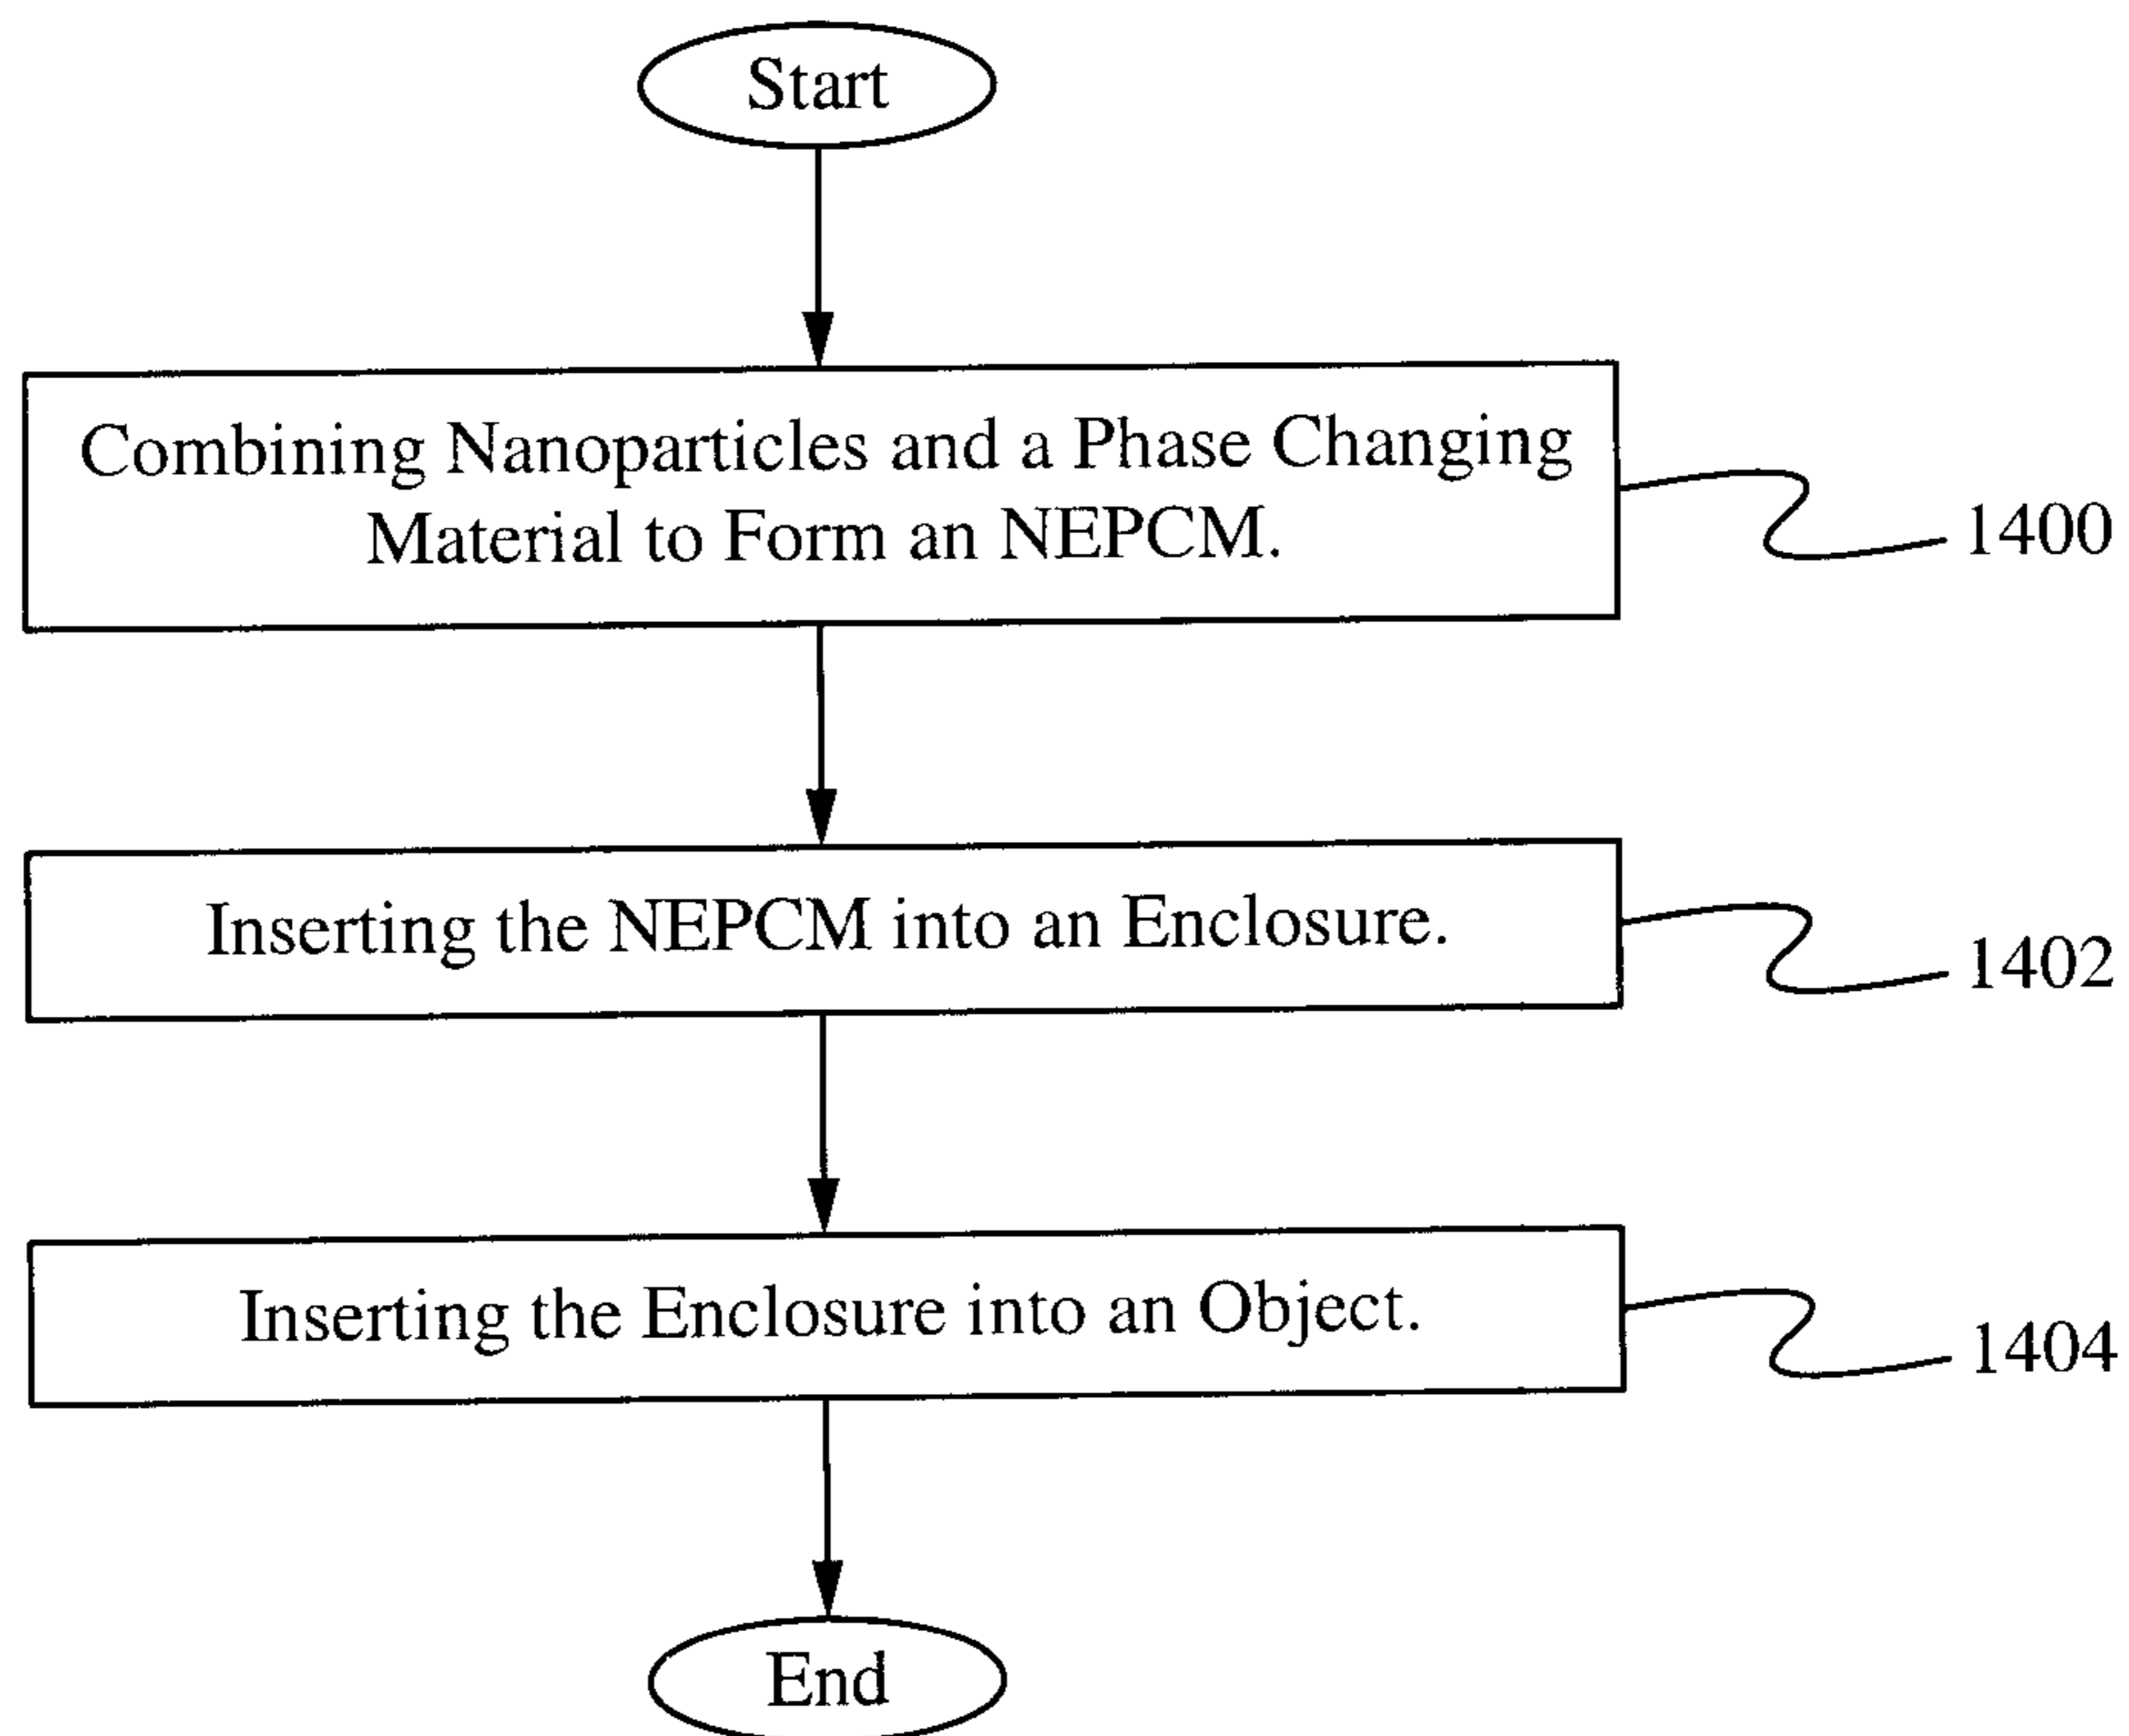 Start
Combining Nanoparticles and a Phase Changing
Material to Form an NEPCM.
1400
Inserting the NEPCM into an Enclosure.
1402
Inserting the Enclosure into an Object.
1404
End